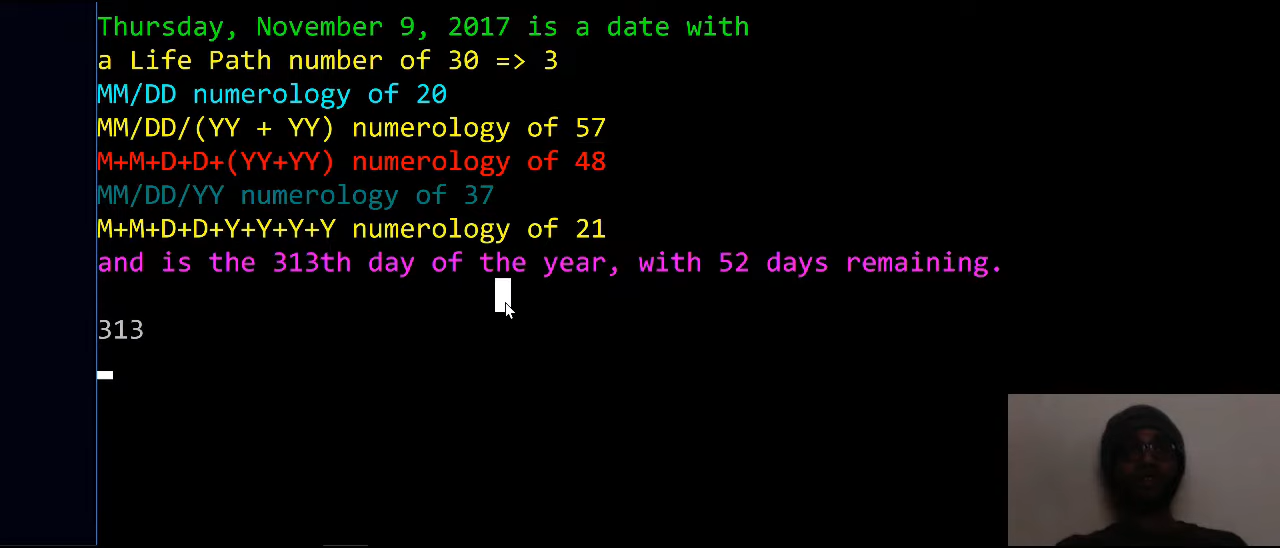 Thursday, November 9, 2017 is a date with
a Life Path number of 30 => 3
MM/DD numerology of 20
MM/DD/(YY + YY) numerology of 57
M+M+D+D+(YY+YY) numerology of 48
MM/DD/YY numerology of 37
M+M+D+D+Y+Y+Y+Y numerology of 21
and is the 313th day of the year, with 52 days remaining.
313